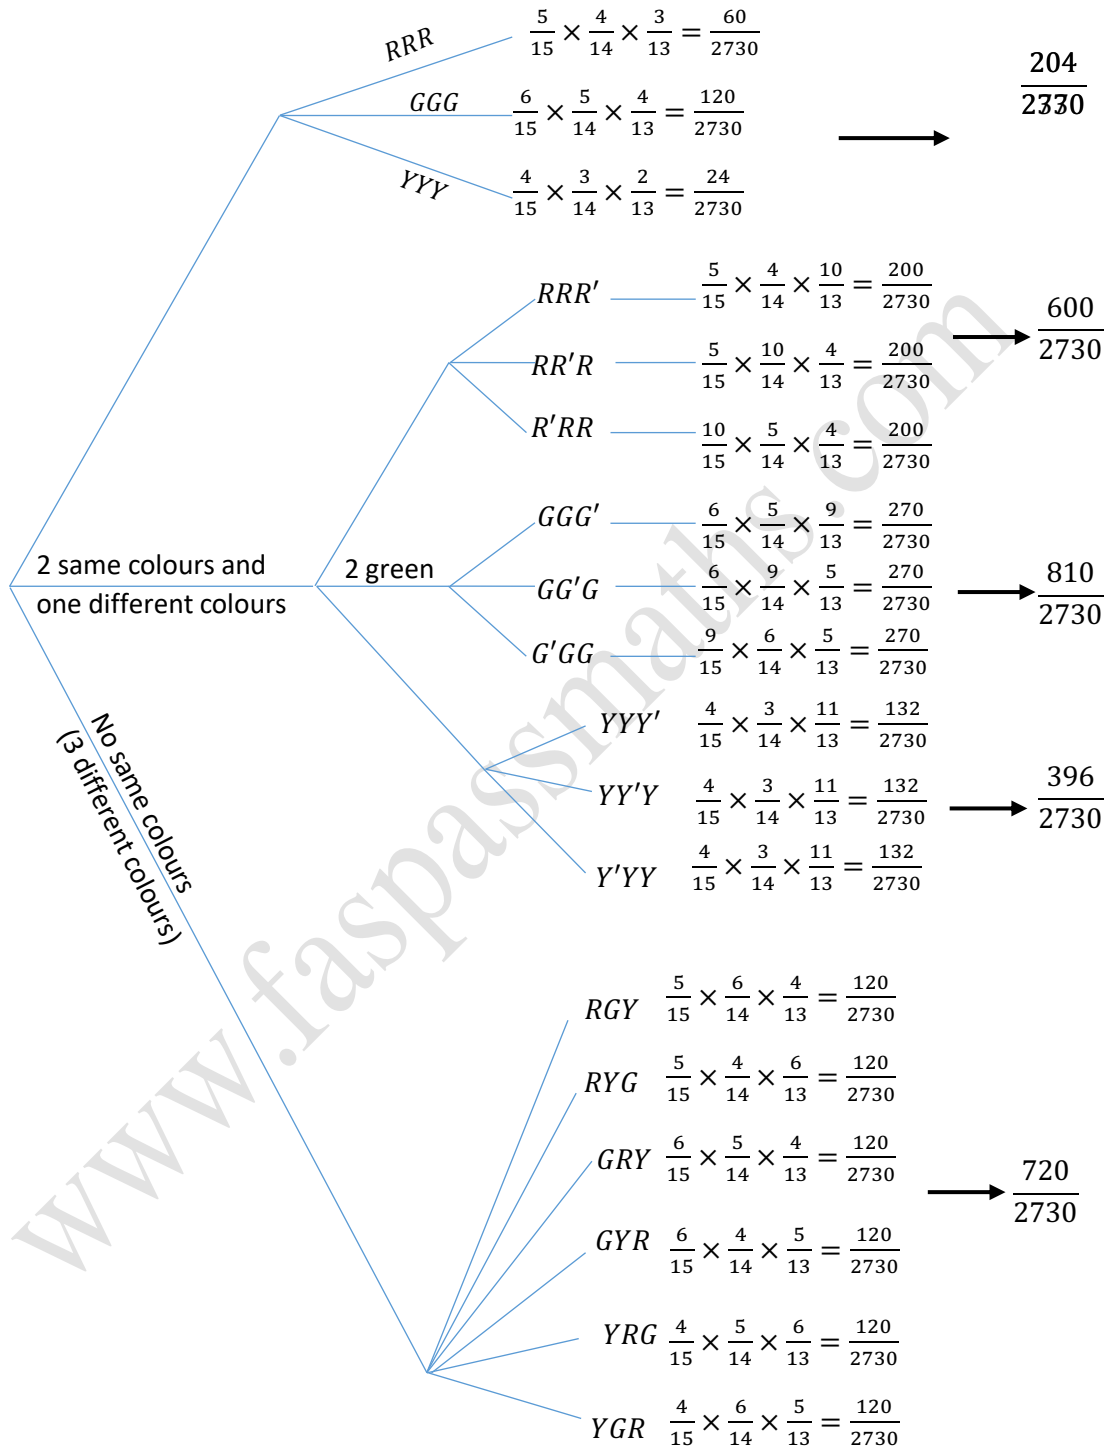 RRR 5/15 × 4/14 × 3/13 = 60/2730
GGG 6/15 × 5/14 × 4/13 = 120/2730
YYY 4/15 × 3/14 × 2/13 = 24/2730
204/2730
RRR' 5/15 × 4/14 × 10/13 = 200/2730
RR'R 5/15 × 10/14 × 4/13 = 200/2730
R'RR 10/15 × 5/14 × 4/13 = 200/2730
600/2730
2 same colours and
one different colours
2 green
GGG' 6/15 × 5/14 × 9/13 = 270/2730
GG'G 6/15 × 9/14 × 5/13 = 270/2730
G'GG 9/15 × 6/14 × 5/13 = 270/2730
810/2730
YYY' 4/15 × 3/14 × 11/13 = 132/2730
YY'Y 4/15 × 3/14 × 11/13 = 132/2730
Y'YY 4/15 × 3/14 × 11/13 = 132/2730
396/2730
No same colours
(3 different colours)
RGY 5/15 × 6/14 × 4/13 = 120/2730
RYG 5/15 × 4/14 × 6/13 = 120/2730
GRY 6/15 × 5/14 × 4/13 = 120/2730
GYR 6/15 × 4/14 × 5/13 = 120/2730
YRG 4/15 × 5/14 × 6/13 = 120/2730
YGR 4/15 × 6/14 × 5/13 = 120/2730
720/2730
www.faspassmaths.com